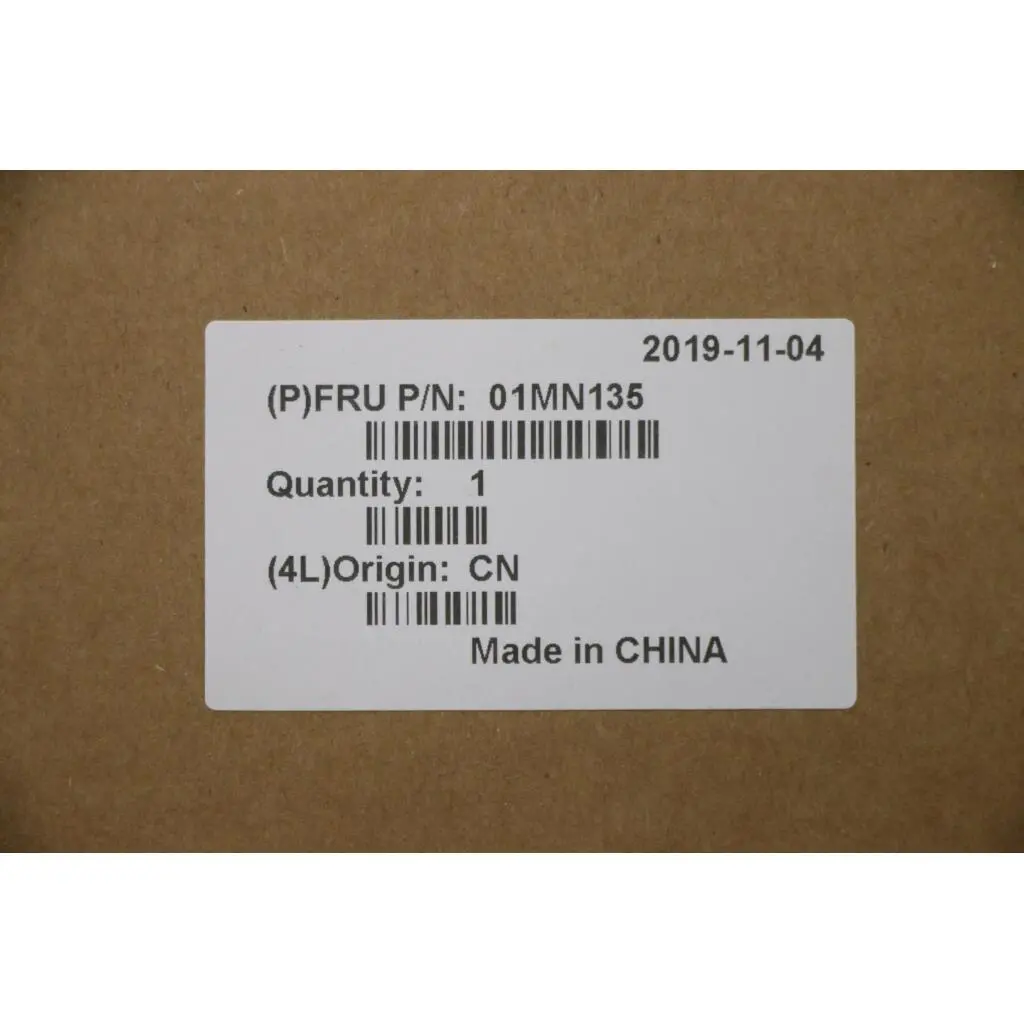 2019-11-04
(P)FRU P/N: 01MN135
Quantity: 1
(4L)Origin: CN
Made in CHINA